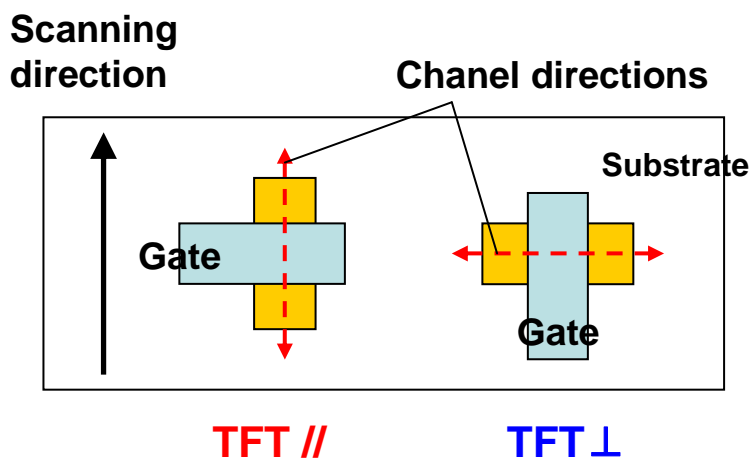 Scanning
direction
Chanel directions
Substrate
Gate
Gate
TFT //
TFT ⊥